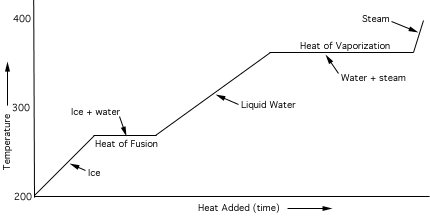 400
Steam
Heat of Vaporization
Water + steam
300
Ice + water
Liquid Water
Heat of Fusion
Ice
Temperature
200
Heat Added (time)